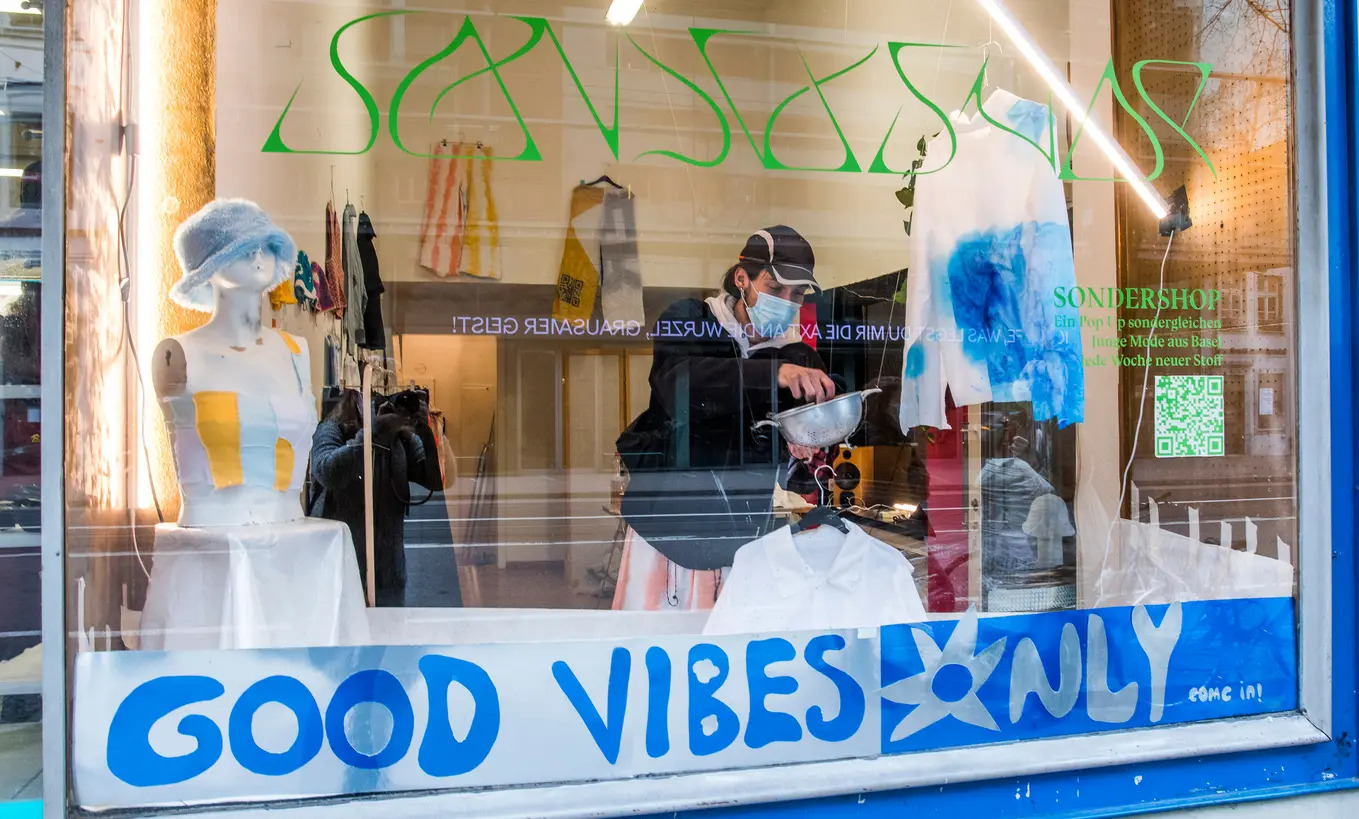 WAS LEGST DU MIR DIE AXT AN DIE WURZEL, GRAUSAMER GEIST!
SONDERSHOP
Ein Pop Up sondergleichen
Junge Mode aus Basel
Jede Woche neuer Stoff
GOOD VIBES ONLY come in!